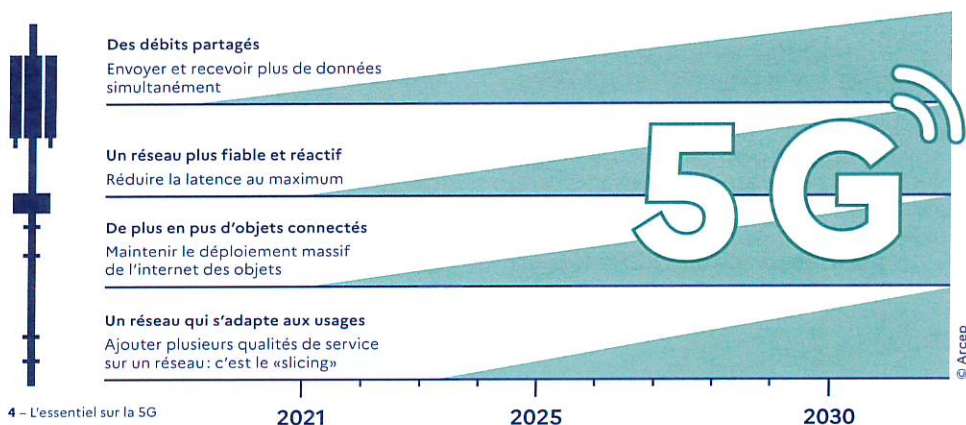 Des débits partagés
Envoyer et recevoir plus de données
simultanément
Un réseau plus fiable et réactif
Réduire la latence au maximum
De plus en pus d'objets connectés
Maintenir le déploiement massif
de l'internet des objets
Un réseau qui s'adapte aux usages
Ajouter plusieurs qualités de service
sur un réseau : c'est le «slicing»
5G
© Arcep
2021 2025 2030
4 – L'essentiel sur la 5G